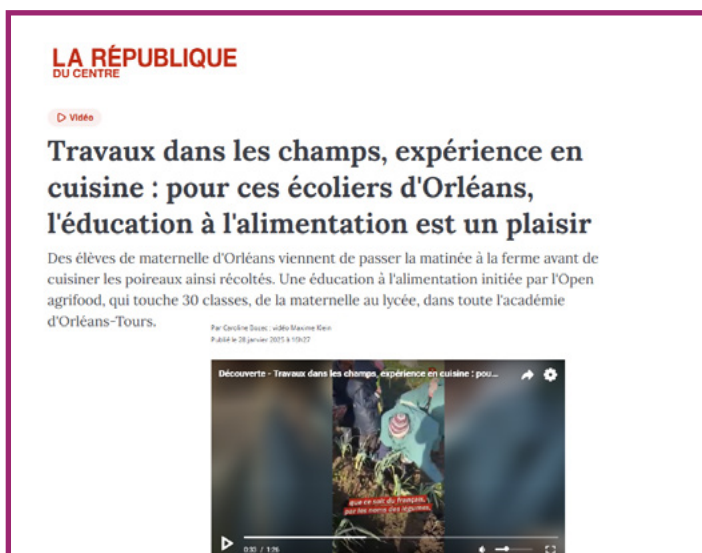 LA RÉPUBLIQUE
DU CENTRE
Vidéo
Travaux dans les champs, expérience en
cuisine : pour ces écoliers d'Orléans,
l'éducation à l'alimentation est un plaisir
Des élèves de maternelle d'Orléans viennent de passer la matinée à la ferme avant de
cuisiner les poireaux ainsi récoltés. Une éducation à l'alimentation initiée par l'Open
agrifood, qui touche 30 classes, de la maternelle au lycée, dans toute l'académie
d'Orléans-Tours.
Par Caroline Bozec ; vidéo Maxime Klein
Publié le 28 janvier 2025 à 16h27
Découverte - Travaux dans les champs, expérience en cuisine : pou...
que ce soit du français,
par les noms des légumes,
0:33 / 1:26